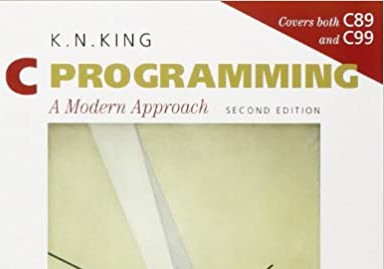 Covers both C89
and C99
K.N.KING
C PROGRAMMING
A Modern Approach SECOND EDITION